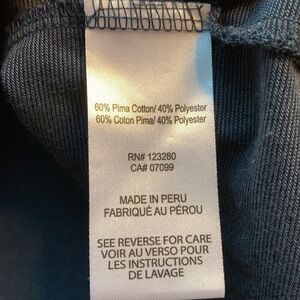 60% Pima Cotton/ 40% Polyester
60% Coton Pima/ 40% Polyester
RN# 123280
CA# 07099
MADE IN PERU
FABRIQUÉ AU PÉROU
SEE REVERSE FOR CARE
VOIR AU VERSO POUR
LES INSTRUCTIONS
DE LAVAGE